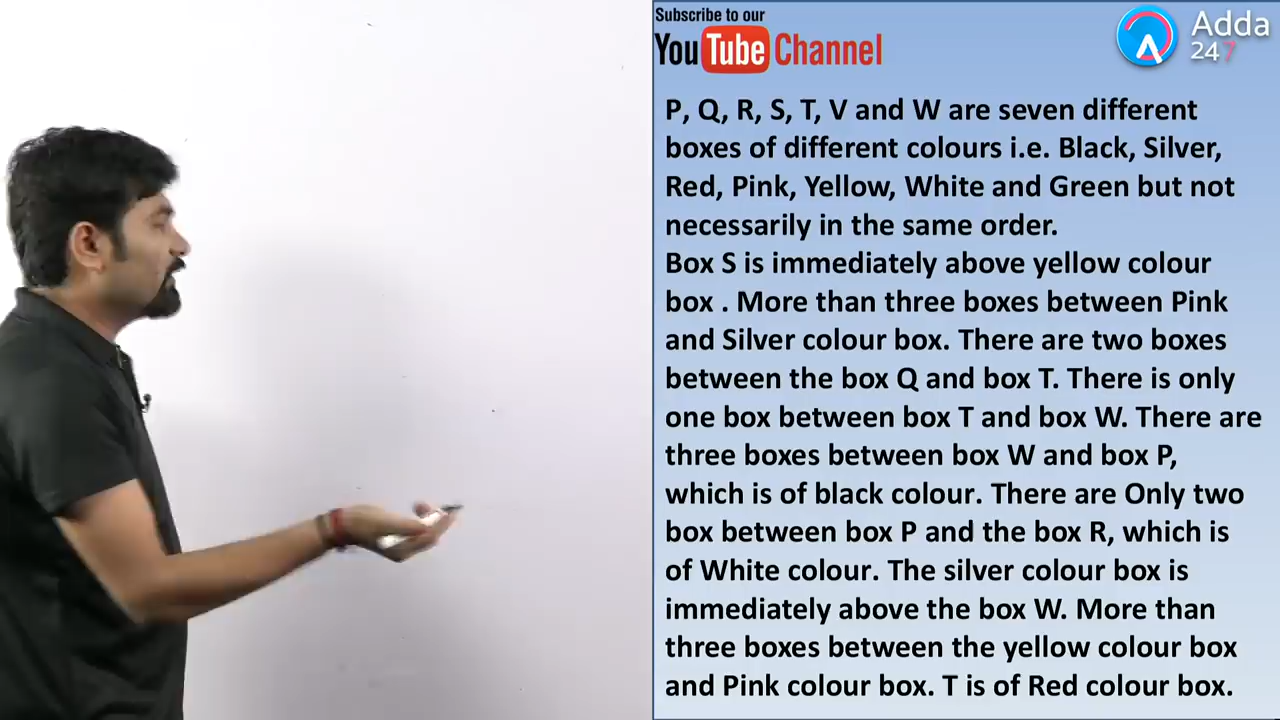 Subscribe to our
YouTube Channel
Adda
247
P, Q, R, S, T, V and W are seven different
boxes of different colours i.e. Black, Silver,
Red, Pink, Yellow, White and Green but not
necessarily in the same order.
Box S is immediately above yellow colour
box . More than three boxes between Pink
and Silver colour box. There are two boxes
between the box Q and box T. There is only
one box between box T and box W. There are
three boxes between box W and box P,
which is of black colour. There are Only two
box between box P and the box R, which is
of White colour. The silver colour box is
immediately above the box W. More than
three boxes between the yellow colour box
and Pink colour box. T is of Red colour box.